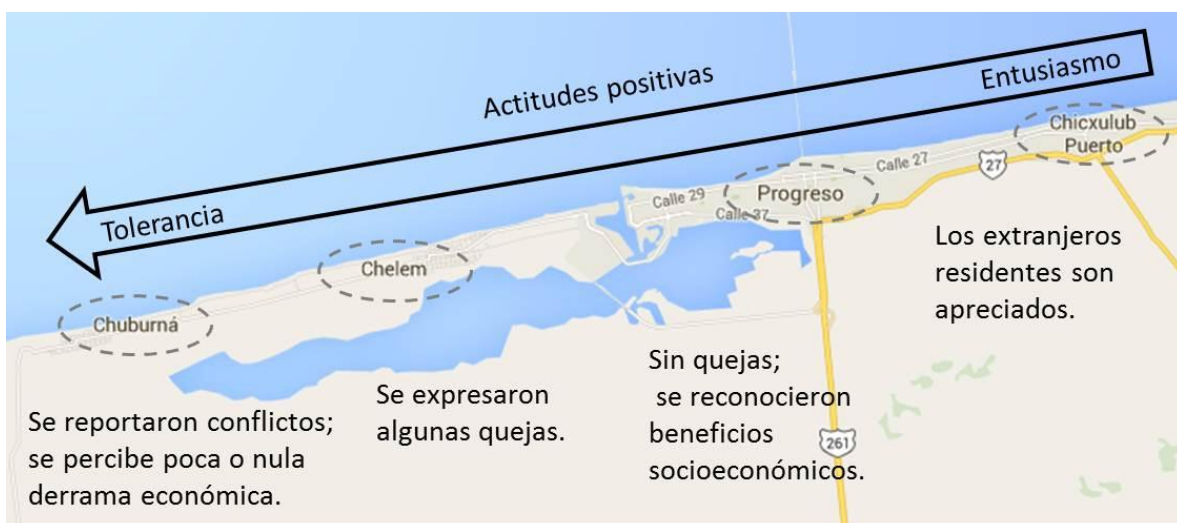 Actitudes positivas
Entusiasmo
Tolerancia
Chicxulub
Puerto
Calle 27
27
Progreso
Calle 29
Calle 37
Chelem
Chuburná
Los extranjeros
residentes son
apreciados.
Sin quejas;
se reconocieron
beneficios
socioeconómicos.
261
Se expresaron
algunas quejas.
Se reportaron conflictos;
se percibe poca o nula
derrama económica.